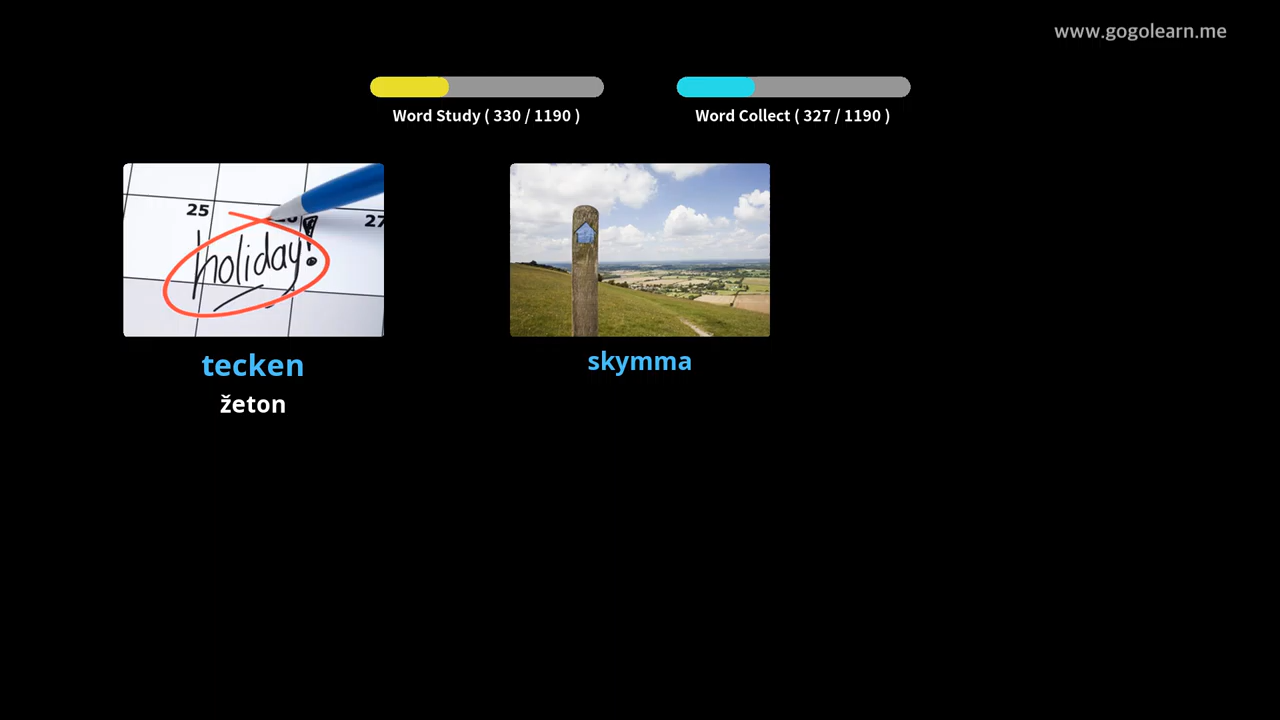 www.gogolearn.me
Word Study ( 330 / 1190 )
Word Collect ( 327 / 1190 )
25
27
holiday!
tecken
žeton
skymma